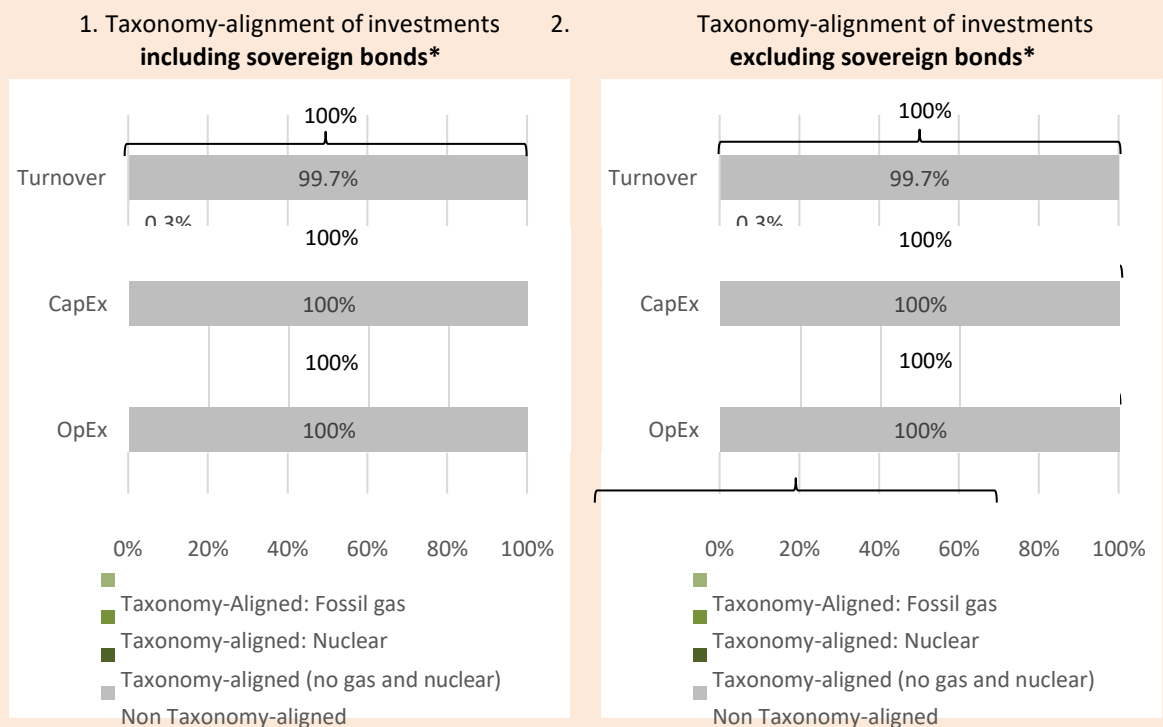 1. Taxonomy-alignment of investments
including sovereign bonds*
100%
Turnover
99.7%
0.3%
100%
CapEx
100%
100%
OpEx
100%
0% 20% 40% 60% 80% 100%
Taxonomy-Aligned: Fossil gas
Taxonomy-aligned: Nuclear
Taxonomy-aligned (no gas and nuclear)
Non Taxonomy-aligned
2. Taxonomy-alignment of investments
excluding sovereign bonds*
100%
Turnover
99.7%
0.3%
100%
CapEx
100%
100%
OpEx
100%
0% 20% 40% 60% 80% 100%
Taxonomy-Aligned: Fossil gas
Taxonomy-aligned: Nuclear
Taxonomy-aligned (no gas and nuclear)
Non Taxonomy-aligned